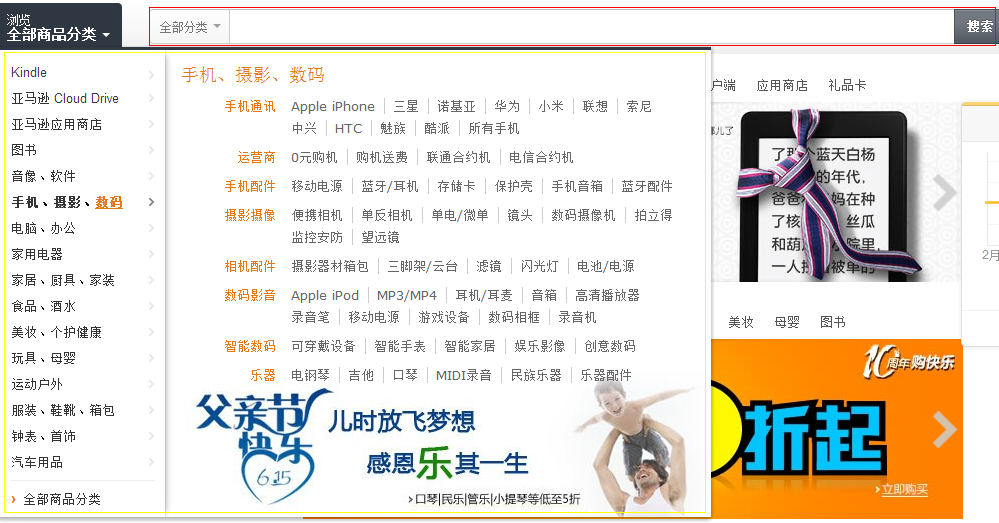 浏览
全部商品分类
全部分类
搜索
Kindle
亚马逊 Cloud Drive
亚马逊应用商店
图书
音像、软件
手机、摄影、数码
电脑、办公
家用电器
家居、厨具、家装
食品、酒水
美妆、个护健康
玩具、母婴
运动户外
服装、鞋靴、箱包
钟表、首饰
汽车用品
全部商品分类
手机、摄影、数码
手机通讯 Apple iPhone 三星 诺基亚 华为 小米 联想 索尼
中兴 HTC 魅族 酷派 所有手机
运营商 0元购机 购机送费 联通合约机 电信合约机
手机配件 移动电源 蓝牙/耳机 存储卡 保护壳 手机音箱 蓝牙配件
摄影摄像 便携相机 单反相机 单电/微单 镜头 数码摄像机 拍立得
监控安防 望远镜
相机配件 摄影器材箱包 三脚架/云台 滤镜 闪光灯 电池/电源
数码影音 Apple iPod MP3/MP4 耳机/耳麦 音箱 高清播放器
录音笔 移动电源 游戏设备 数码相框 录音机
智能数码 可穿戴设备 智能手表 智能家居 娱乐影像 创意数码
乐器 电钢琴 吉他 口琴 MIDI录音 民族乐器 乐器配件
父亲节
快乐
6.15
儿时放飞梦想
感恩乐其一生
口琴|民乐|管乐|小提琴等低至5折
户端 应用商店 礼品卡
那儿了
了那个蓝天白杨
的年代,
爸爸 妈在种
了核 丝瓜
和葫 院里,
一人 被单的
2月
美妆 母婴 图书
10周年购快乐
折起
立即购买